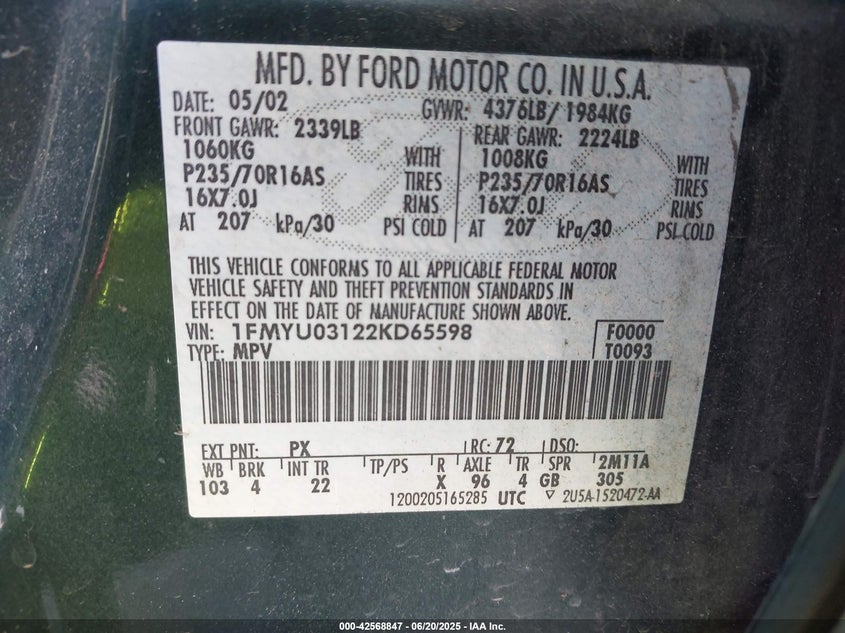 MFD. BY FORD MOTOR CO. IN U.S.A.
DATE: 05/02 GVWR: 4376LB/ 1984KG
FRONT GAWR: 2339LB REAR GAWR: 2224LB
1060KG WITH 1008KG WITH
P235/70R16AS TIRES P235/70R16AS TIRES
16X7.0J RIMS 16X7.0J RIMS
AT 207 kPa/30 PSI COLD AT 207 kPa/30 PSI COLD
THIS VEHICLE CONFORMS TO ALL APPLICABLE FEDERAL MOTOR
VEHICLE SAFETY AND THEFT PREVENTION STANDARDS IN
EFFECT ON THE DATE OF MANUFACTURE SHOWN ABOVE.
VIN: 1FMYU03122KD65598 F0000
TYPE: MPV T0093
EXT PNT: PX RC: 72 DSO:
WB BRK INT TR TP/PS R AXLE TR SPR 2M11A
103 4 22 X 96 4 GB 305
1200205165285 UTC ▽ 2U5A-1520472-AA
000-42568847 / 06/20/2025 / IAA Inc.